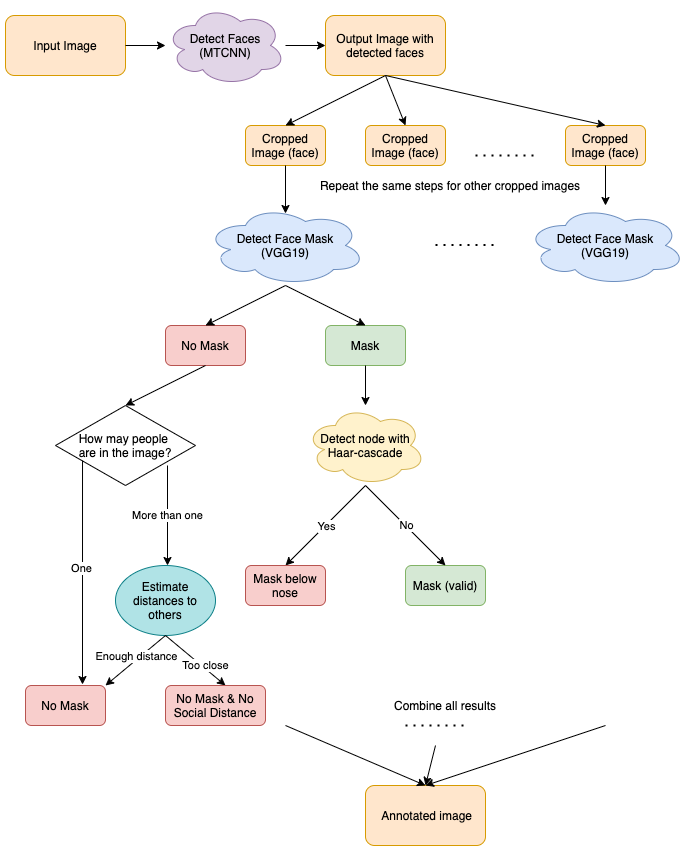 Input Image
Detect Faces
(MTCNN)
Output Image with
detected faces
Cropped
Image (face)
Cropped
Image (face)
. . . . . . . .
Cropped
Image (face)
Repeat the same steps for other cropped images
Detect Face Mask
(VGG19)
. . . . . . . .
Detect Face Mask
(VGG19)
No Mask
Mask
How may people
are in the image?
Detect node with
Haar-cascade
More than one
Yes
No
One
Estimate
distances to
others
Mask below
nose
Mask (valid)
Enough distance
Too close
No Mask
No Mask & No
Social Distance
Combine all results
. . . . . . . .
Annotated image